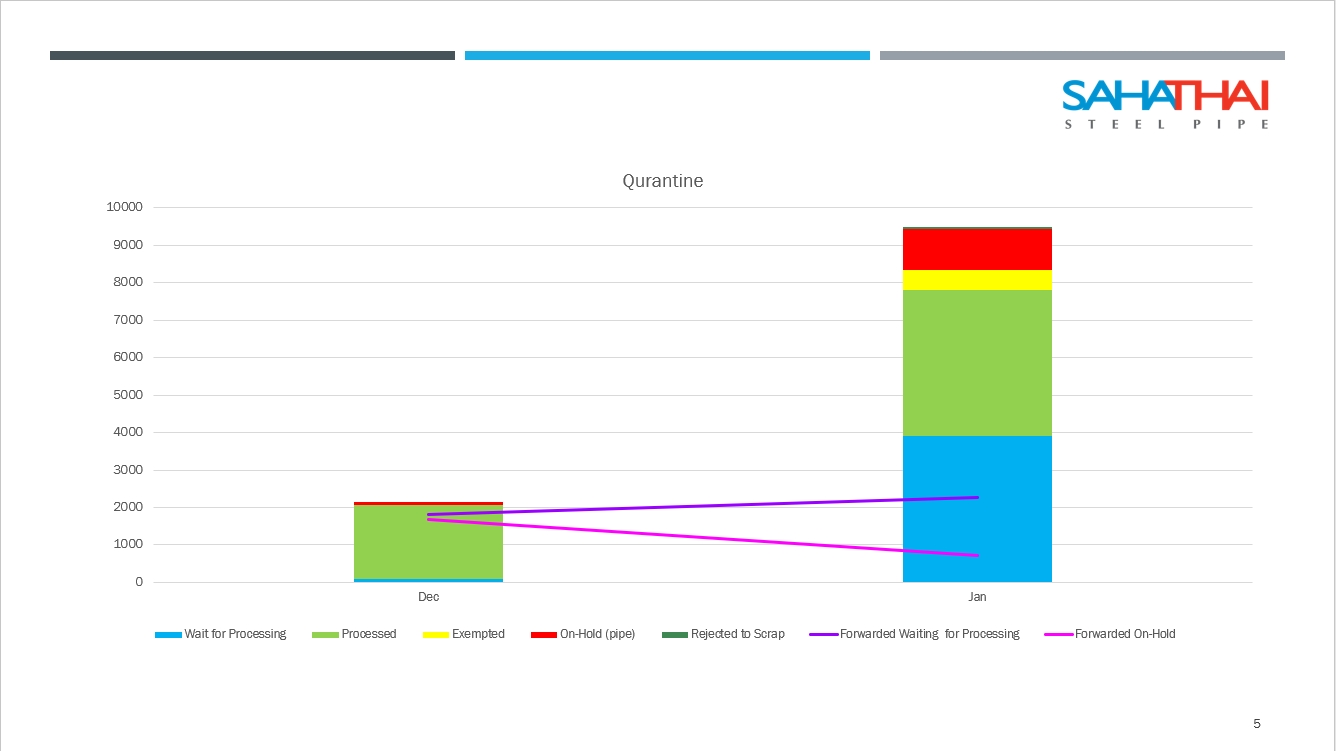 SAHATHAI
STEEL PIPE
Qurantine
10000
9000
8000
7000
6000
5000
4000
3000
2000
1000
0
Dec Jan
Wait for Processing Processed Exempted On-Hold (pipe) Rejected to Scrap Forwarded Waiting  for Processing Forwarded On-Hold
5